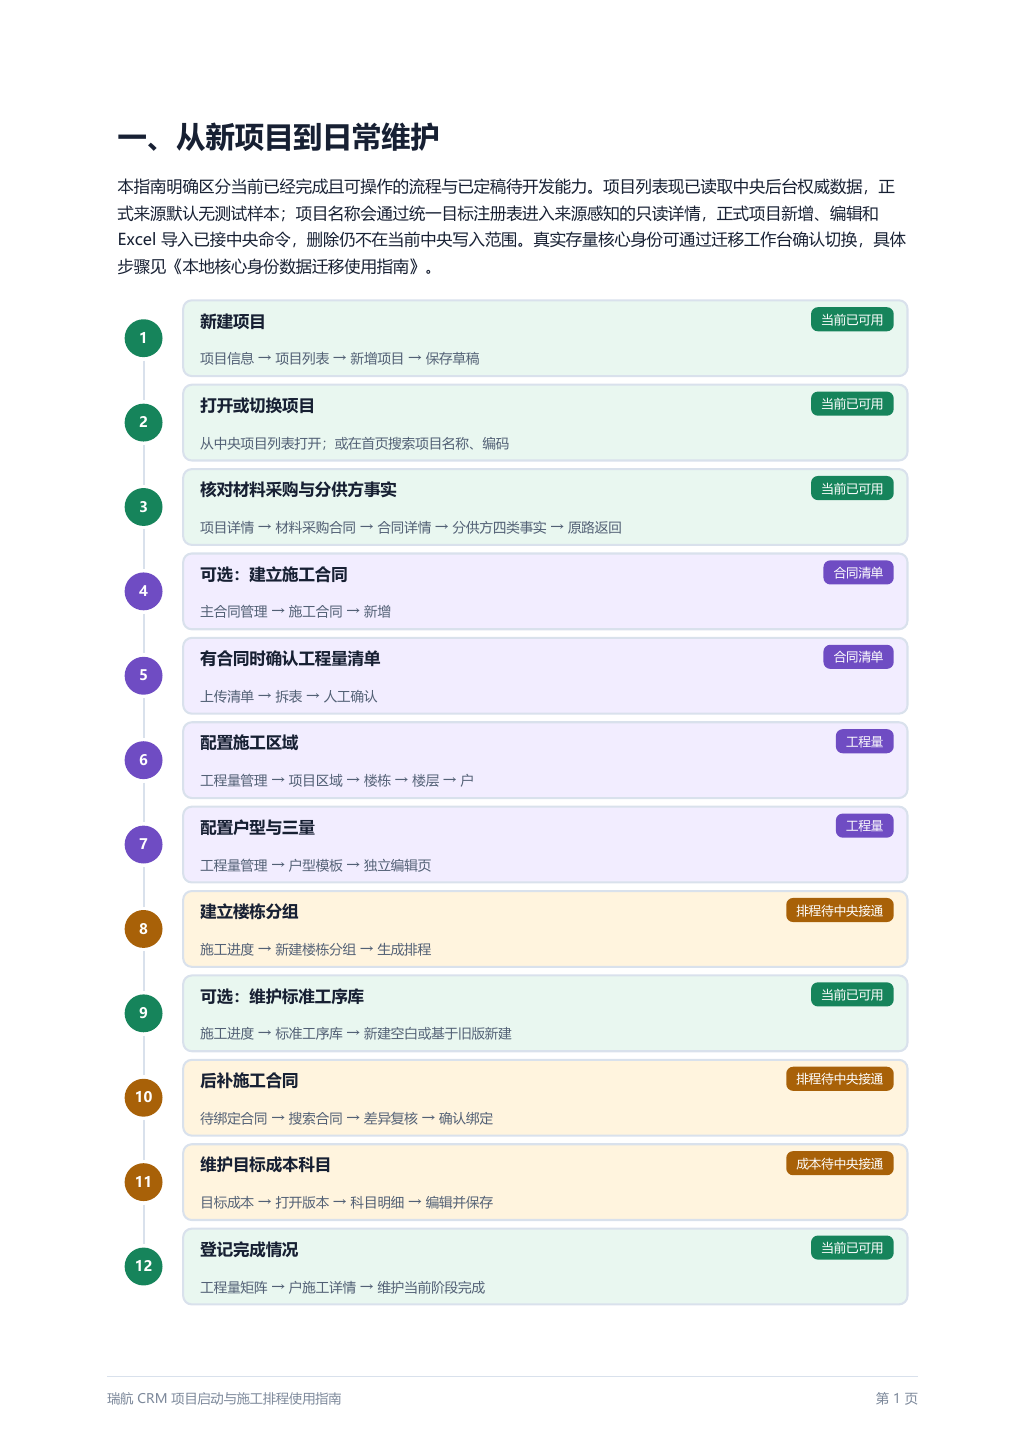 一、从新项目到日常维护
本指南明确区分当前已经完成且可操作的流程与已定稿待开发能力。项目列表现已读取中央后台权威数据，正
式来源默认无测试样本；项目名称会通过统一目标注册表进入来源感知的只读详情，正式项目新增、编辑和
Excel 导入已接中央命令，删除仍不在当前中央写入范围。真实存量核心身份可通过迁移工作台确认切换，具体
步骤见《本地核心身份数据迁移使用指南》。
1
新建项目
当前已可用
项目信息 → 项目列表 → 新增项目 → 保存草稿
2
打开或切换项目
当前已可用
从中央项目列表打开；或在首页搜索项目名称、编码
3
核对材料采购与分供方事实
当前已可用
项目详情 → 材料采购合同 → 合同详情 → 分供方四类事实 → 原路返回
4
可选：建立施工合同
合同清单
主合同管理 → 施工合同 → 新增
5
有合同时确认工程量清单
合同清单
上传清单 → 拆表 → 人工确认
6
配置施工区域
工程量
工程量管理 → 项目区域 → 楼栋 → 楼层 → 户
7
配置户型与三量
工程量
工程量管理 → 户型模板 → 独立编辑页
8
建立楼栋分组
排程待中央接通
施工进度 → 新建楼栋分组 → 生成排程
9
可选：维护标准工序库
当前已可用
施工进度 → 标准工序库 → 新建空白或基于旧版新建
10
后补施工合同
排程待中央接通
待绑定合同 → 搜索合同 → 差异复核 → 确认绑定
11
维护目标成本科目
成本待中央接通
目标成本 → 打开版本 → 科目明细 → 编辑并保存
12
登记完成情况
当前已可用
工程量矩阵 → 户施工详情 → 维护当前阶段完成
瑞航 CRM 项目启动与施工排程使用指南
第 1 页